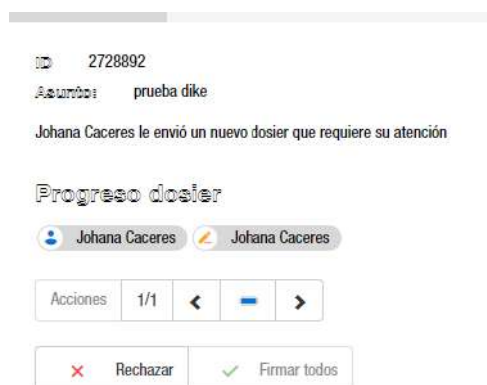 ID 2728892
Asunto: prueba dike
Johana Caceres le envió un nuevo dosier que requiere su atención
Progreso dosier
Johana Caceres Johana Caceres
Acciones 1/1
Rechazar Firmar todos